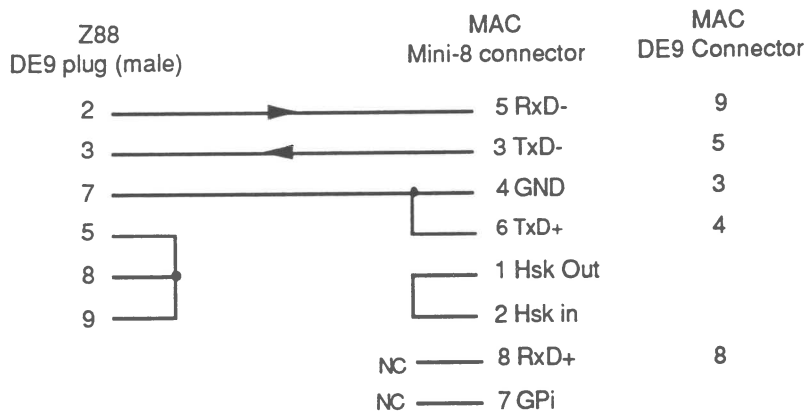 Z88
DE9 plug (male)
MAC
Mini-8 connector
MAC
DE9 Connector
2 5 RxD- 9
3 3 TxD- 5
7 4 GND 3
5 6 TxD+ 4
8 1 Hsk Out
9 2 Hsk in
NC 8 RxD+ 8
NC 7 GPi